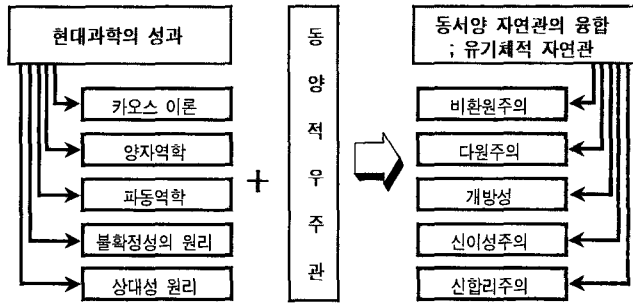 현대과학의 성과
카오스 이론
양자역학
파동역학
불확정성의 원리
상대성 원리
+
동
양
적
우
주
관
동서양 자연관의 융합
; 유기체적 자연관
비환원주의
다원주의
개방성
신이성주의
신합리주의